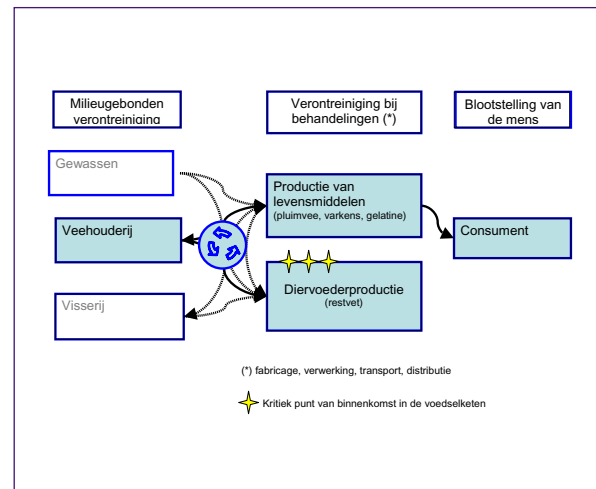 Milieugebonden
verontreiniging
Verontreiniging bij
behandelingen (*)
Blootstelling van
de mens
Gewassen
Productie van
levensmiddelen
(pluimvee, varkens, gelatine)
Veehouderij
Consument
Diervoederproductie
(restvet)
Visserij
(*) fabricage, verwerking, transport, distributie
Kritiek punt van binnenkomst in de voedselketen